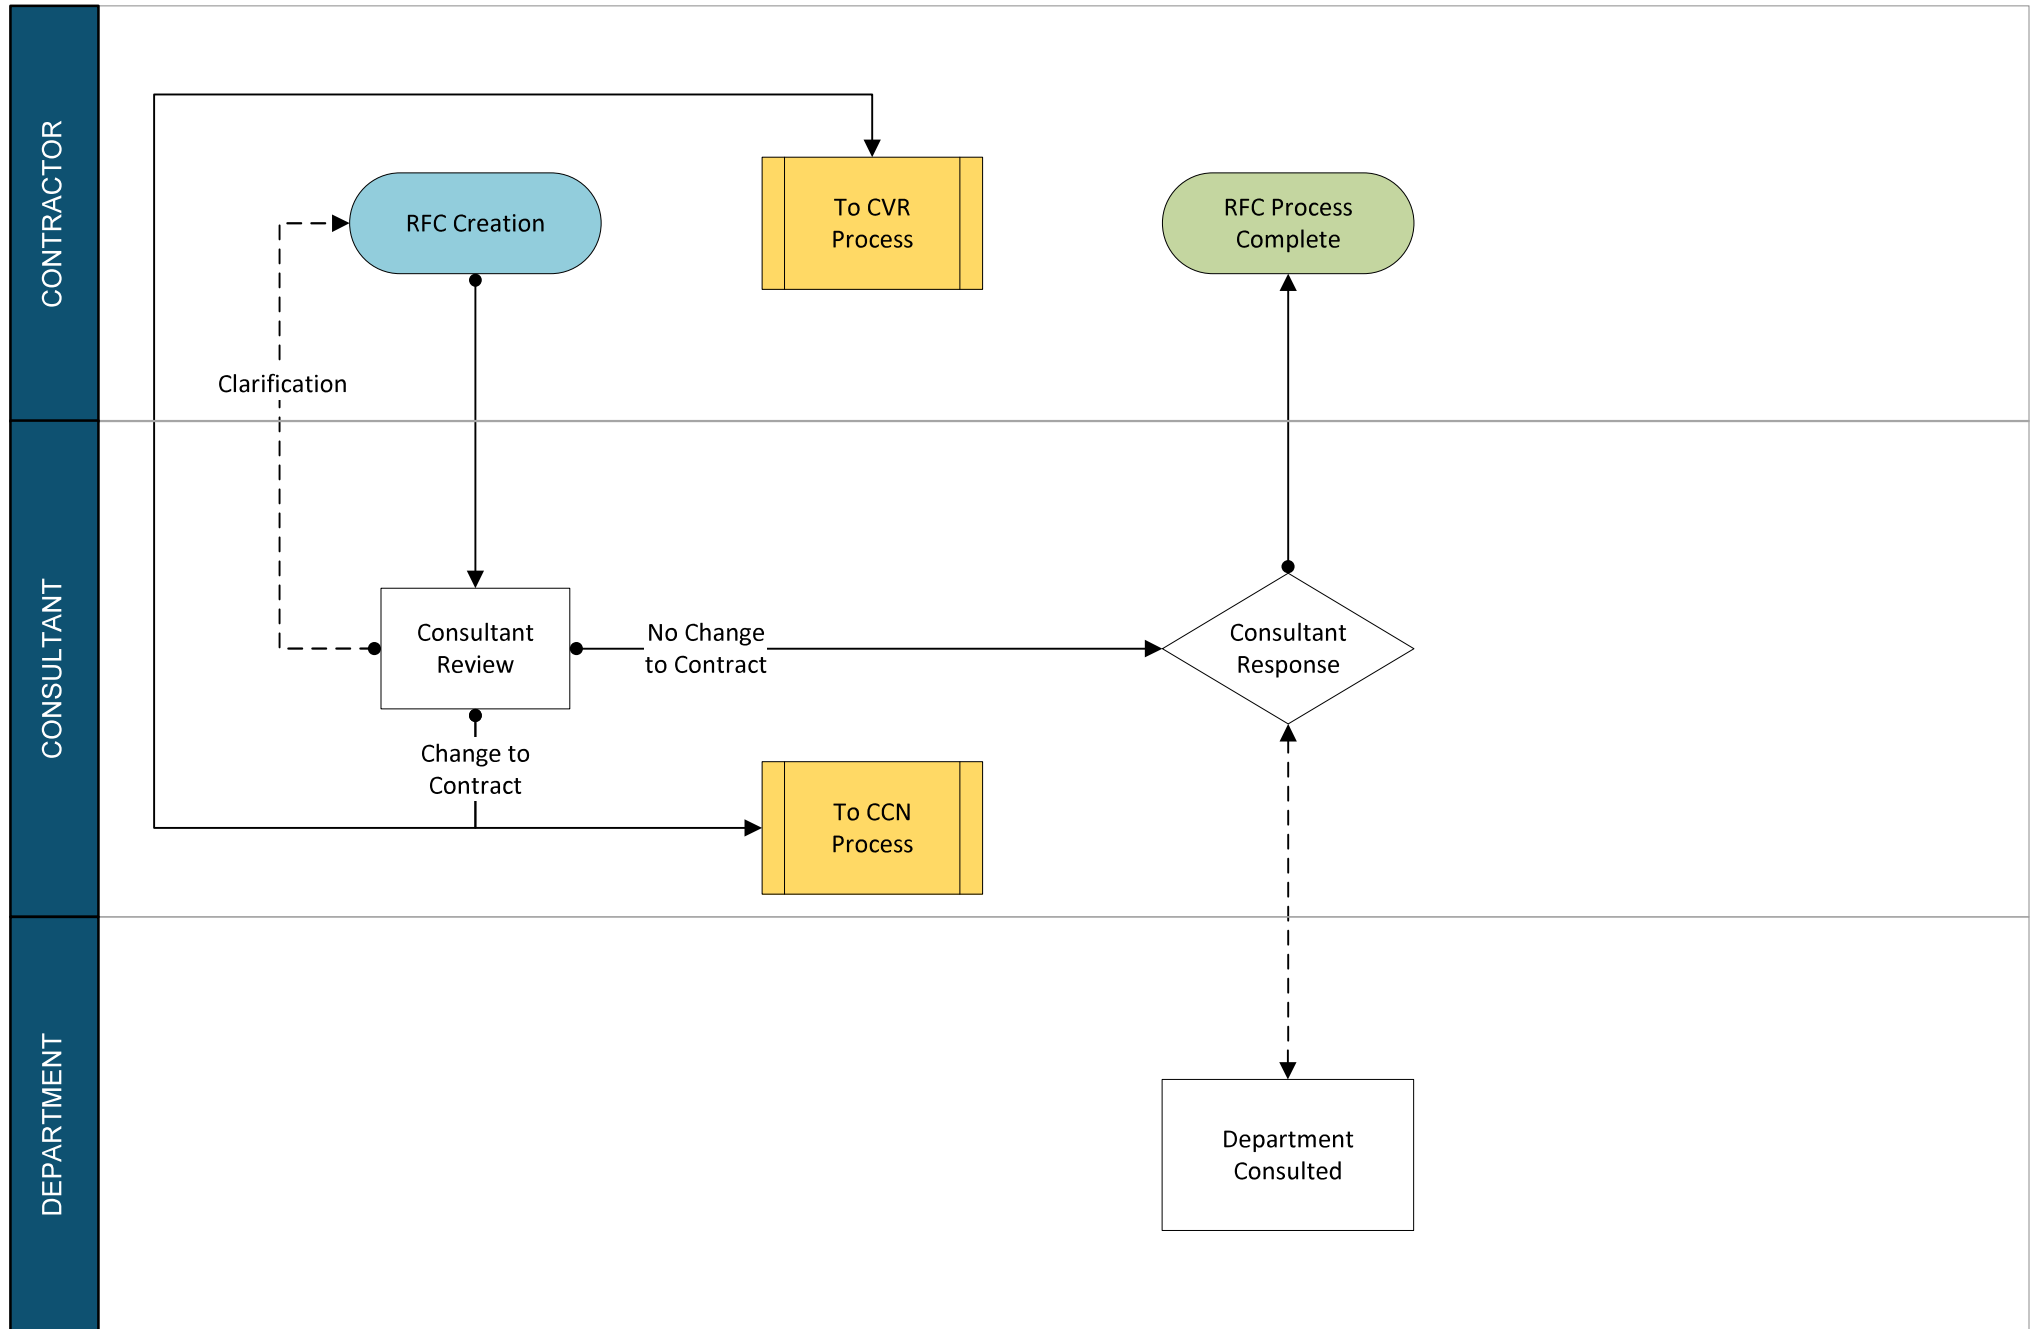 CONTRACTOR
RFC Creation
To CVR
Process
RFC Process
Complete
Clarification
CONSULTANT
Consultant
Review
No Change
to Contract
Consultant
Response
Change to
Contract
To CCN
Process
DEPARTMENT
Department
Consulted